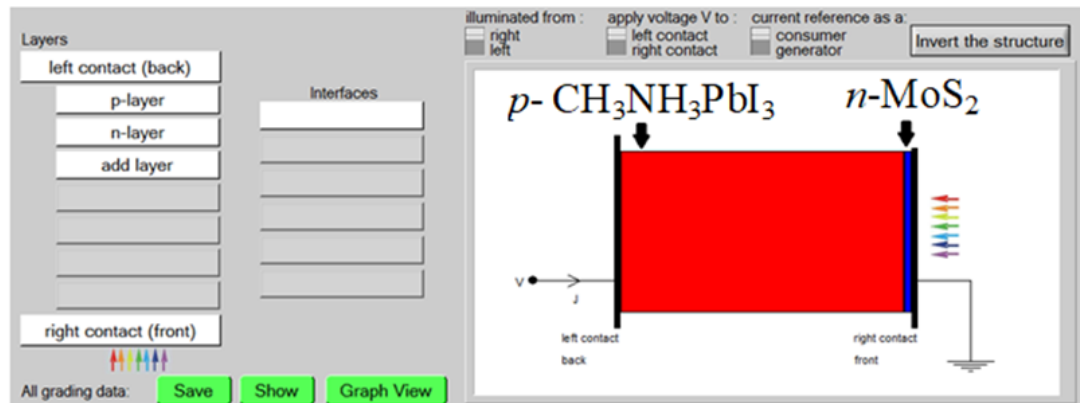 Layers
left contact (back)
p-layer
n-layer
add layer
right contact (front)
All grading data:
Save
Show
Graph View
Interfaces
illuminated from :
right
left
apply voltage V to :
left contact
right contact
current reference as a:
consumer
generator
Invert the structure
p- CH₃NH₃PbI₃
n-MoS₂
V
J
left contact
back
right contact
front